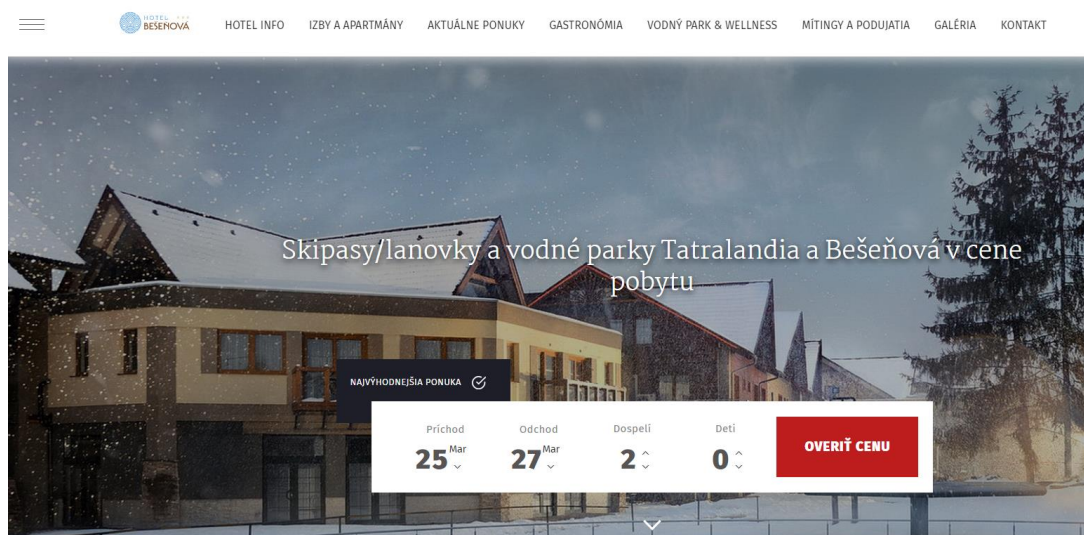 HOTEL
BEŠEŇOVÁ
HOTEL INFO
IZBY A APARTMÁNY
AKTUÁLNE PONUKY
GASTRONÓMIA
VODNÝ PARK & WELLNESS
MÍTINGY A PODUJATIA
GALÉRIA
KONTAKT
Skipasy/lanovky a vodné parky Tatralandia a Bešeňová v cene
pobytu
NAJVÝHODNEJŠIA PONUKA
Príchod
Odchod
Dospelí
Deti
25 Mar
27 Mar
2
0
OVERIŤ CENU